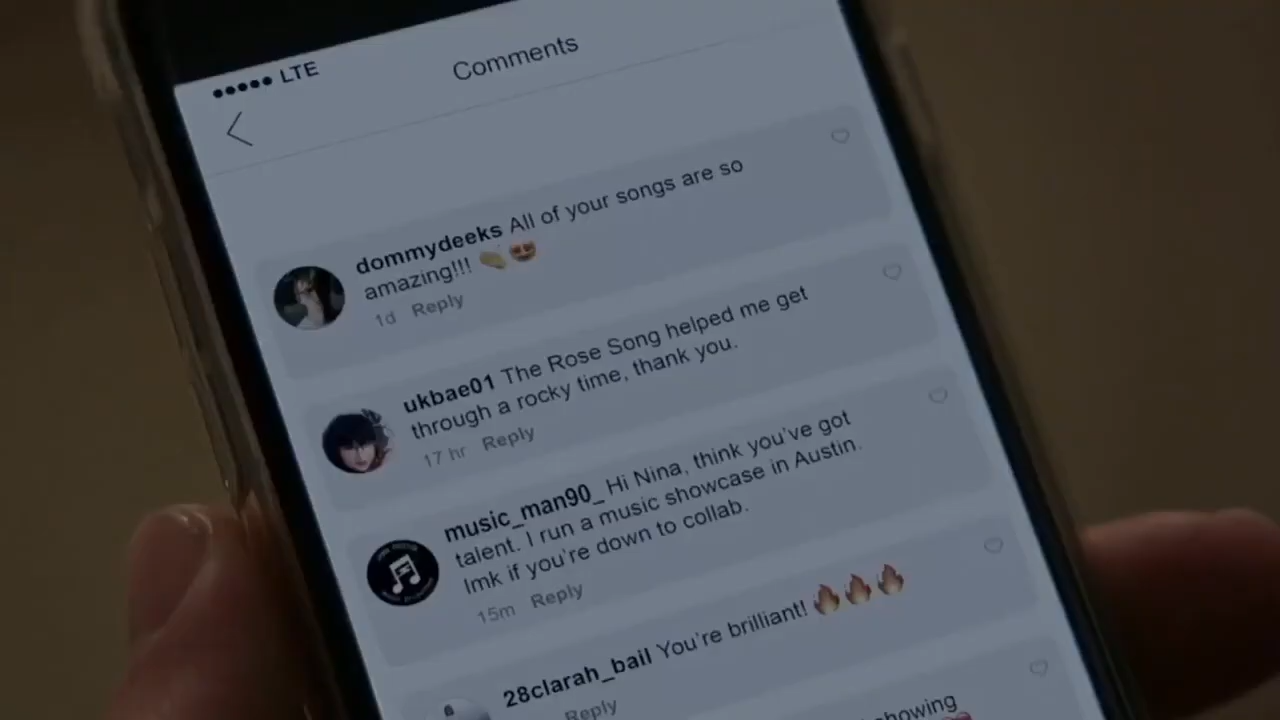 LTE
Comments
dommydeeks All of your songs are so
amazing!!! 👏😍
1d Reply
ukbae01 The Rose Song helped me get
through a rocky time, thank you.
17 hr Reply
music_man90_ Hi Nina, think you've got
talent. I run a music showcase in Austin.
lmk if you're down to collab.
15m Reply
28clarah_bail You're brilliant! 🔥🔥🔥
Reply
showing